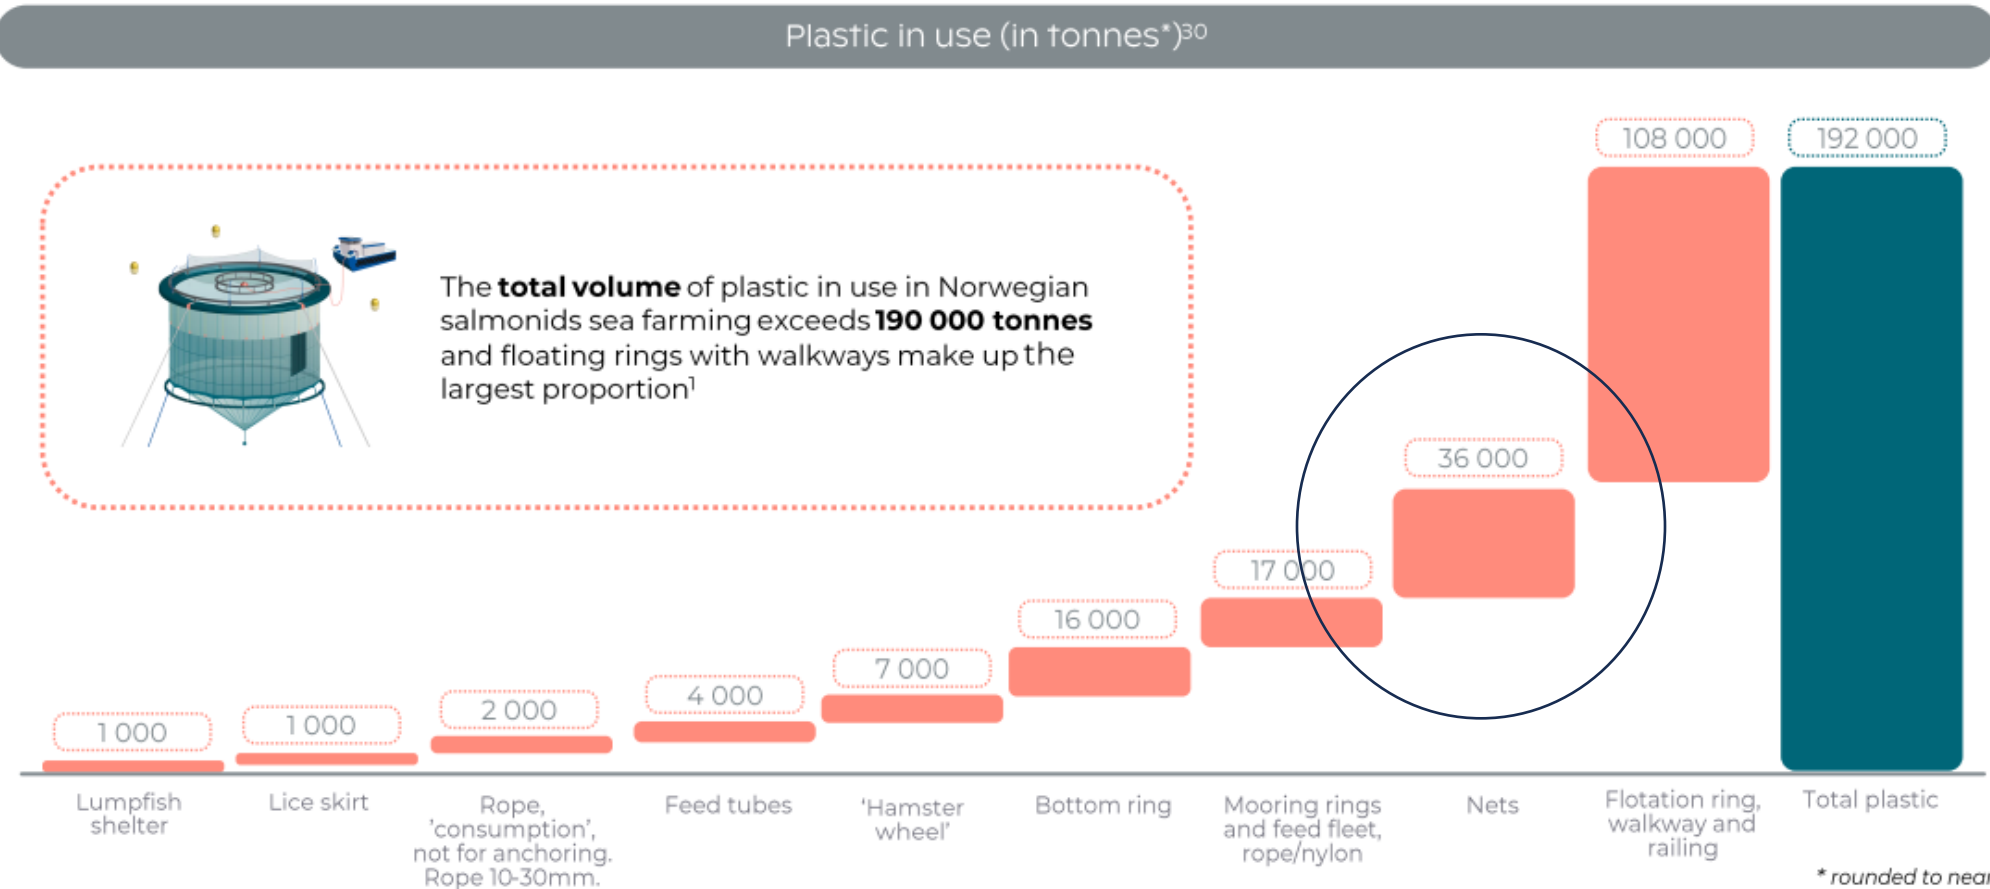 Plastic in use (in tonnes*)30
The total volume of plastic in use in Norwegian
salmonids sea farming exceeds 190 000 tonnes
and floating rings with walkways make up the
largest proportion1
1 000
1 000
2 000
4 000
7 000
16 000
17 000
36 000
108 000
192 000
Lumpfish
shelter
Lice skirt
Rope,
'consumption',
not for anchoring.
Rope 10-30mm.
Feed tubes
‘Hamster
wheel’
Bottom ring
Mooring rings
and feed fleet,
rope/nylon
Nets
Flotation ring,
walkway and
railing
Total plastic
* rounded to